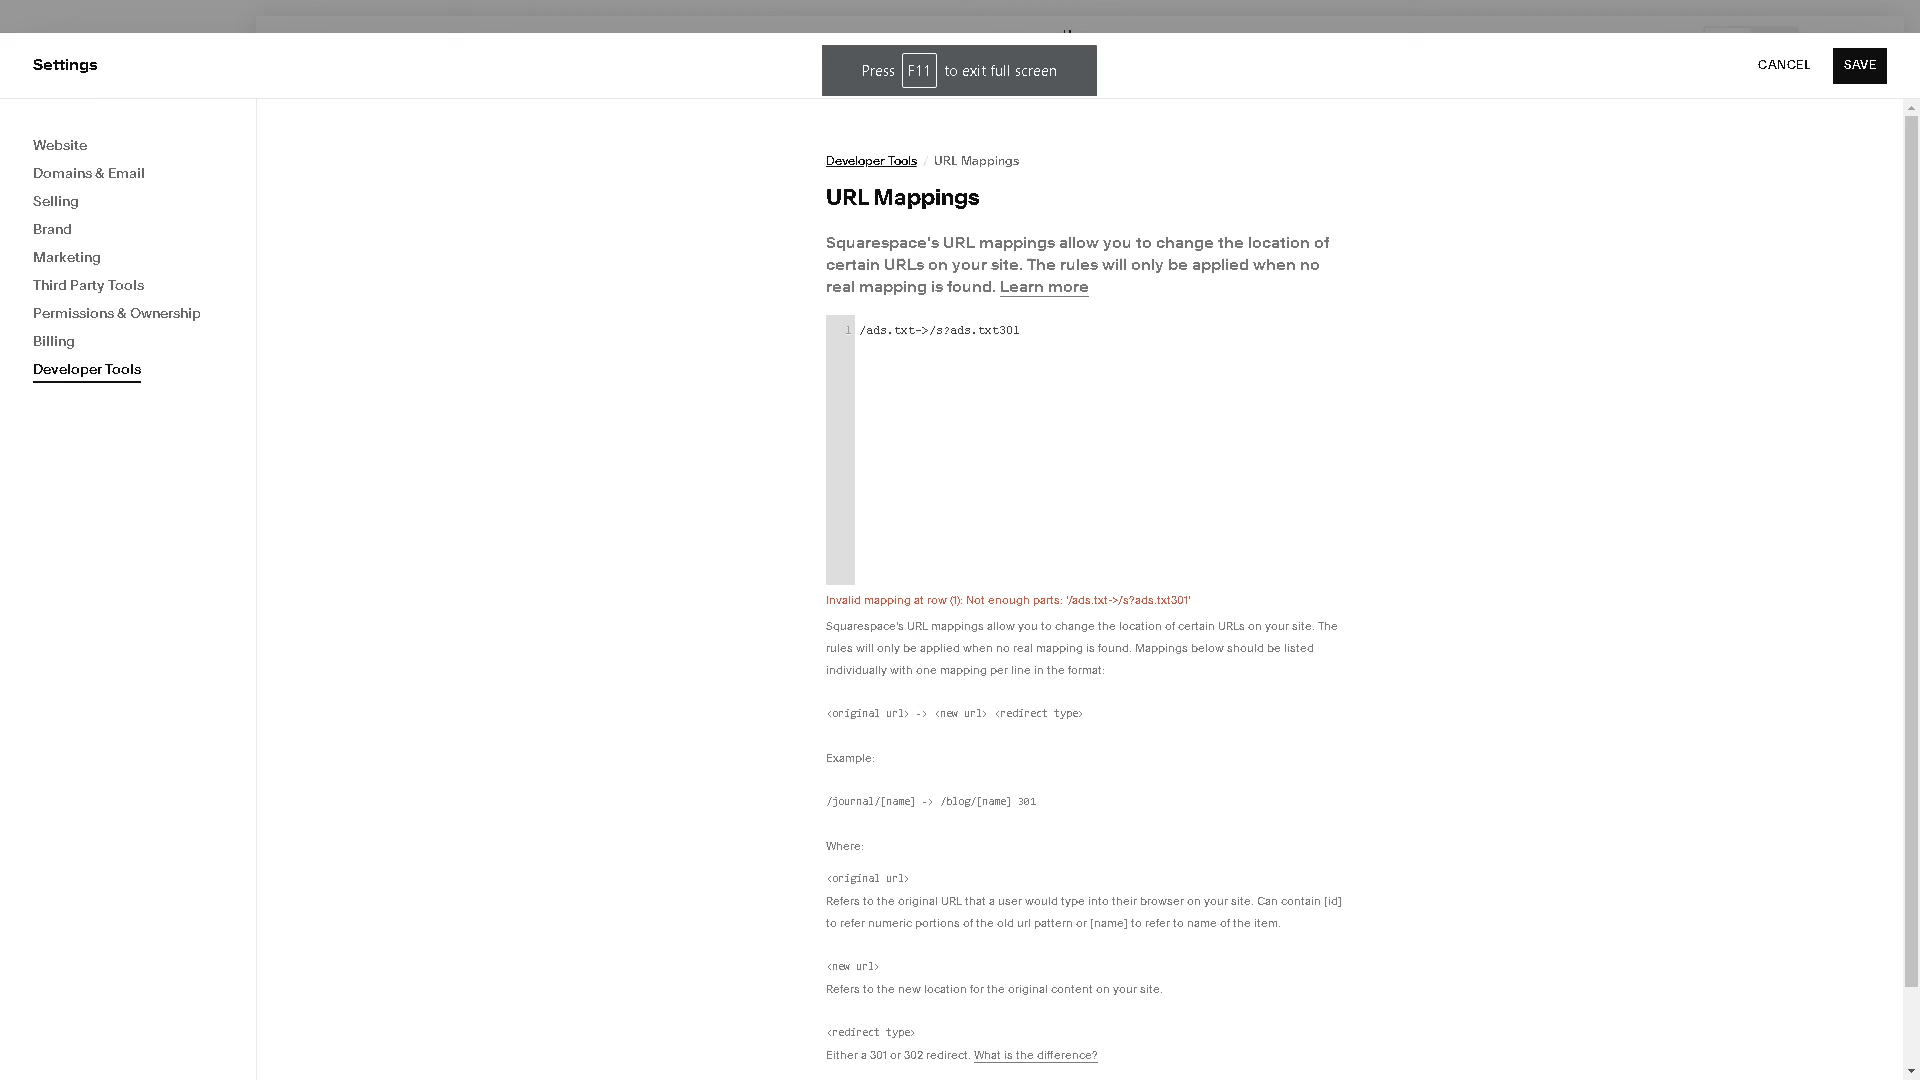 Settings
Press F11 to exit full screen
CANCEL
SAVE
Website
Domains & Email
Selling
Brand
Marketing
Third Party Tools
Permissions & Ownership
Billing
Developer Tools
Developer Tools / URL Mappings
URL Mappings
Squarespace's URL mappings allow you to change the location of
certain URLs on your site. The rules will only be applied when no
real mapping is found. Learn more
1 /ads.txt->/s?ads.txt301
Invalid mapping at row (1): Not enough parts: '/ads.txt->/s?ads.txt301'
Squarespace's URL mappings allow you to change the location of certain URLs on your site. The
rules will only be applied when no real mapping is found. Mappings below should be listed
individually with one mapping per line in the format:
<original url> -> <new url> <redirect type>
Example:
/journal/[name] -> /blog/[name] 301
Where:
<original url>
Refers to the original URL that a user would type into their browser on your site. Can contain [id]
to refer numeric portions of the old url pattern or [name] to refer to name of the item.
<new url>
Refers to the new location for the original content on your site.
<redirect type>
Either a 301 or 302 redirect. What is the difference?